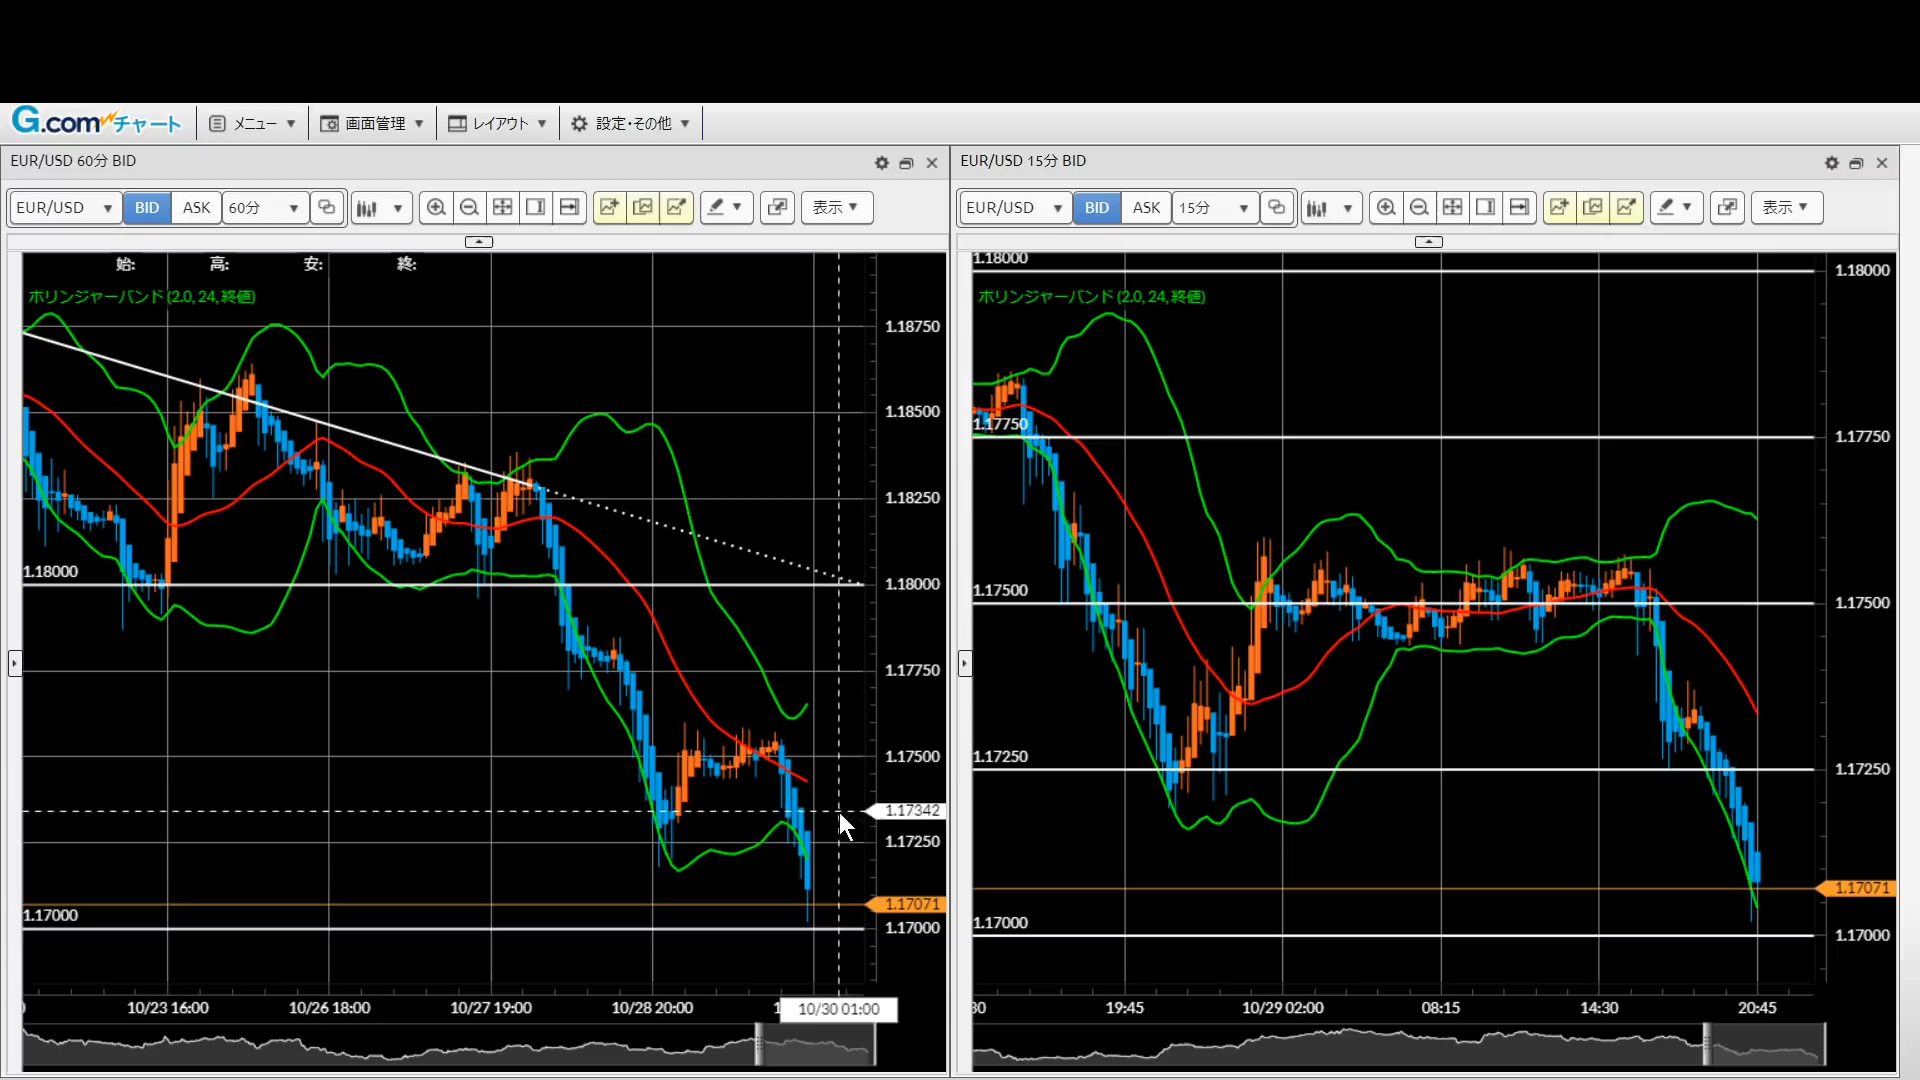 G.comチャート メニュー 画面管理 レイアウト 設定・その他
EUR/USD 60分 BID
EUR/USD BID ASK 60分 表示
始: 高: 安: 終:
ボリンジャーバンド (2.0, 24, 終値)
1.18750
1.18500
1.18250
1.18000 1.18000
1.17750
1.17500
1.17342
1.17250
1.17071
1.17000 1.17000
10/23 16:00 10/26 18:00 10/27 19:00 10/28 20:00 10/30 01:00
EUR/USD 15分 BID
EUR/USD BID ASK 15分 表示
1.18000 1.18000
ボリンジャーバンド (2.0, 24, 終値)
1.17750 1.17750
1.17500 1.17500
1.17250 1.17250
1.17071
1.17000 1.17000
30 19:45 10/29 02:00 08:15 14:30 20:45